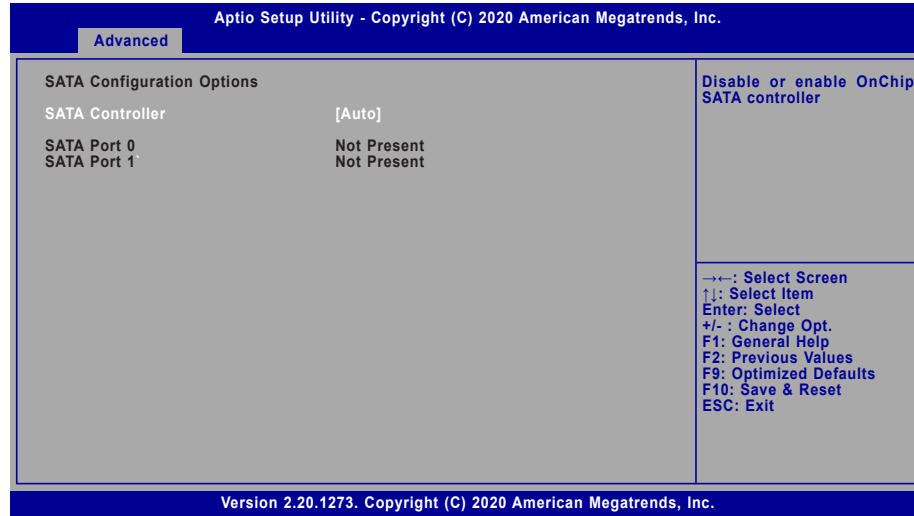 Aptio Setup Utility - Copyright (C) 2020 American Megatrends, Inc.
Advanced
SATA Configuration Options
SATA Controller [Auto]
SATA Port 0 Not Present
SATA Port 1` Not Present
Disable or enable OnChip
SATA controller
→←: Select Screen
↑↓: Select Item
Enter: Select
+/- : Change Opt.
F1: General Help
F2: Previous Values
F9: Optimized Defaults
F10: Save & Reset
ESC: Exit
Version 2.20.1273. Copyright (C) 2020 American Megatrends, Inc.